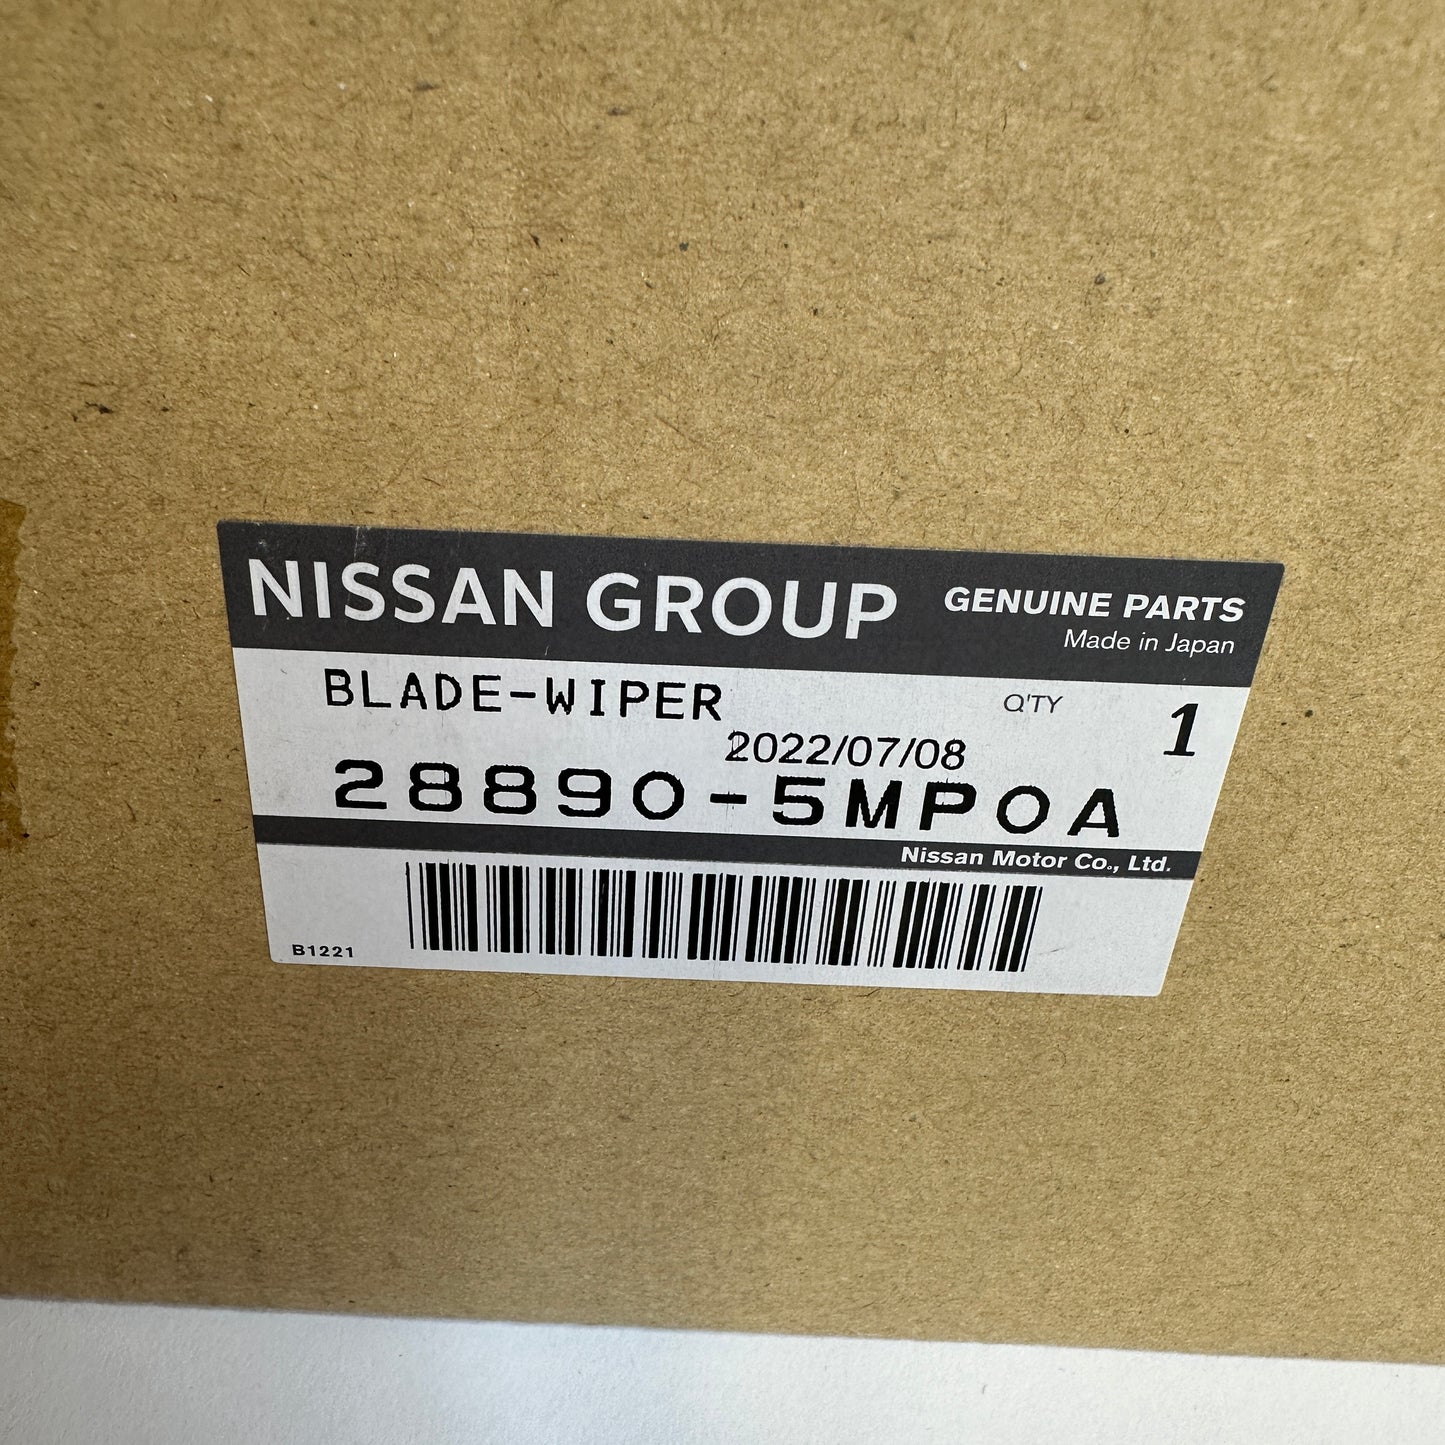 NISSAN GROUP GENUINE PARTS
Made in Japan
BLADE-WIPER Q'TY 1
2022/07/08
28890-5MP0A
Nissan Motor Co., Ltd.
B1221